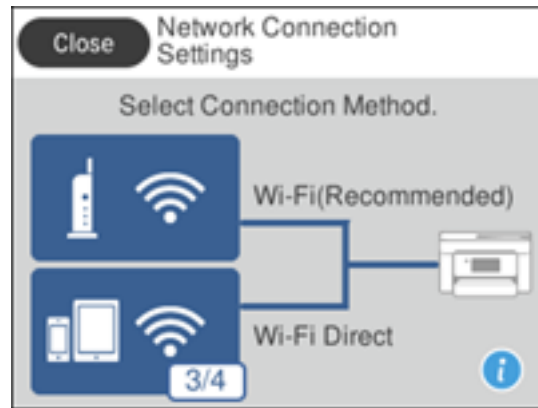 Close
Network Connection
Settings
Select Connection Method.
Wi-Fi(Recommended)
Wi-Fi Direct
3/4
i